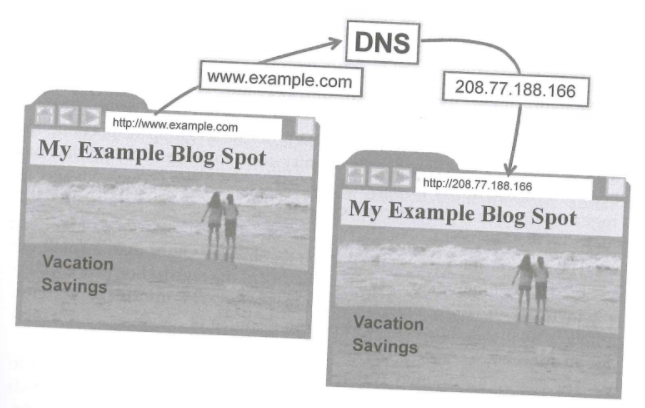 DNS
www.example.com
208.77.188.166
http://www.example.com
My Example Blog Spot
Vacation
Savings
http://208.77.188.166
My Example Blog Spot
Vacation
Savings